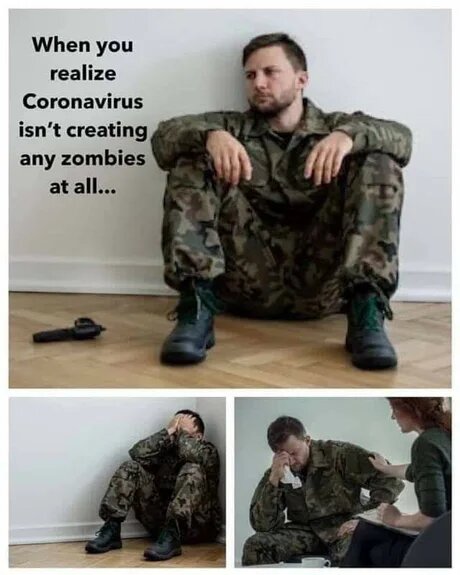 When you
realize
Coronavirus
isn't creating
any zombies
at all...